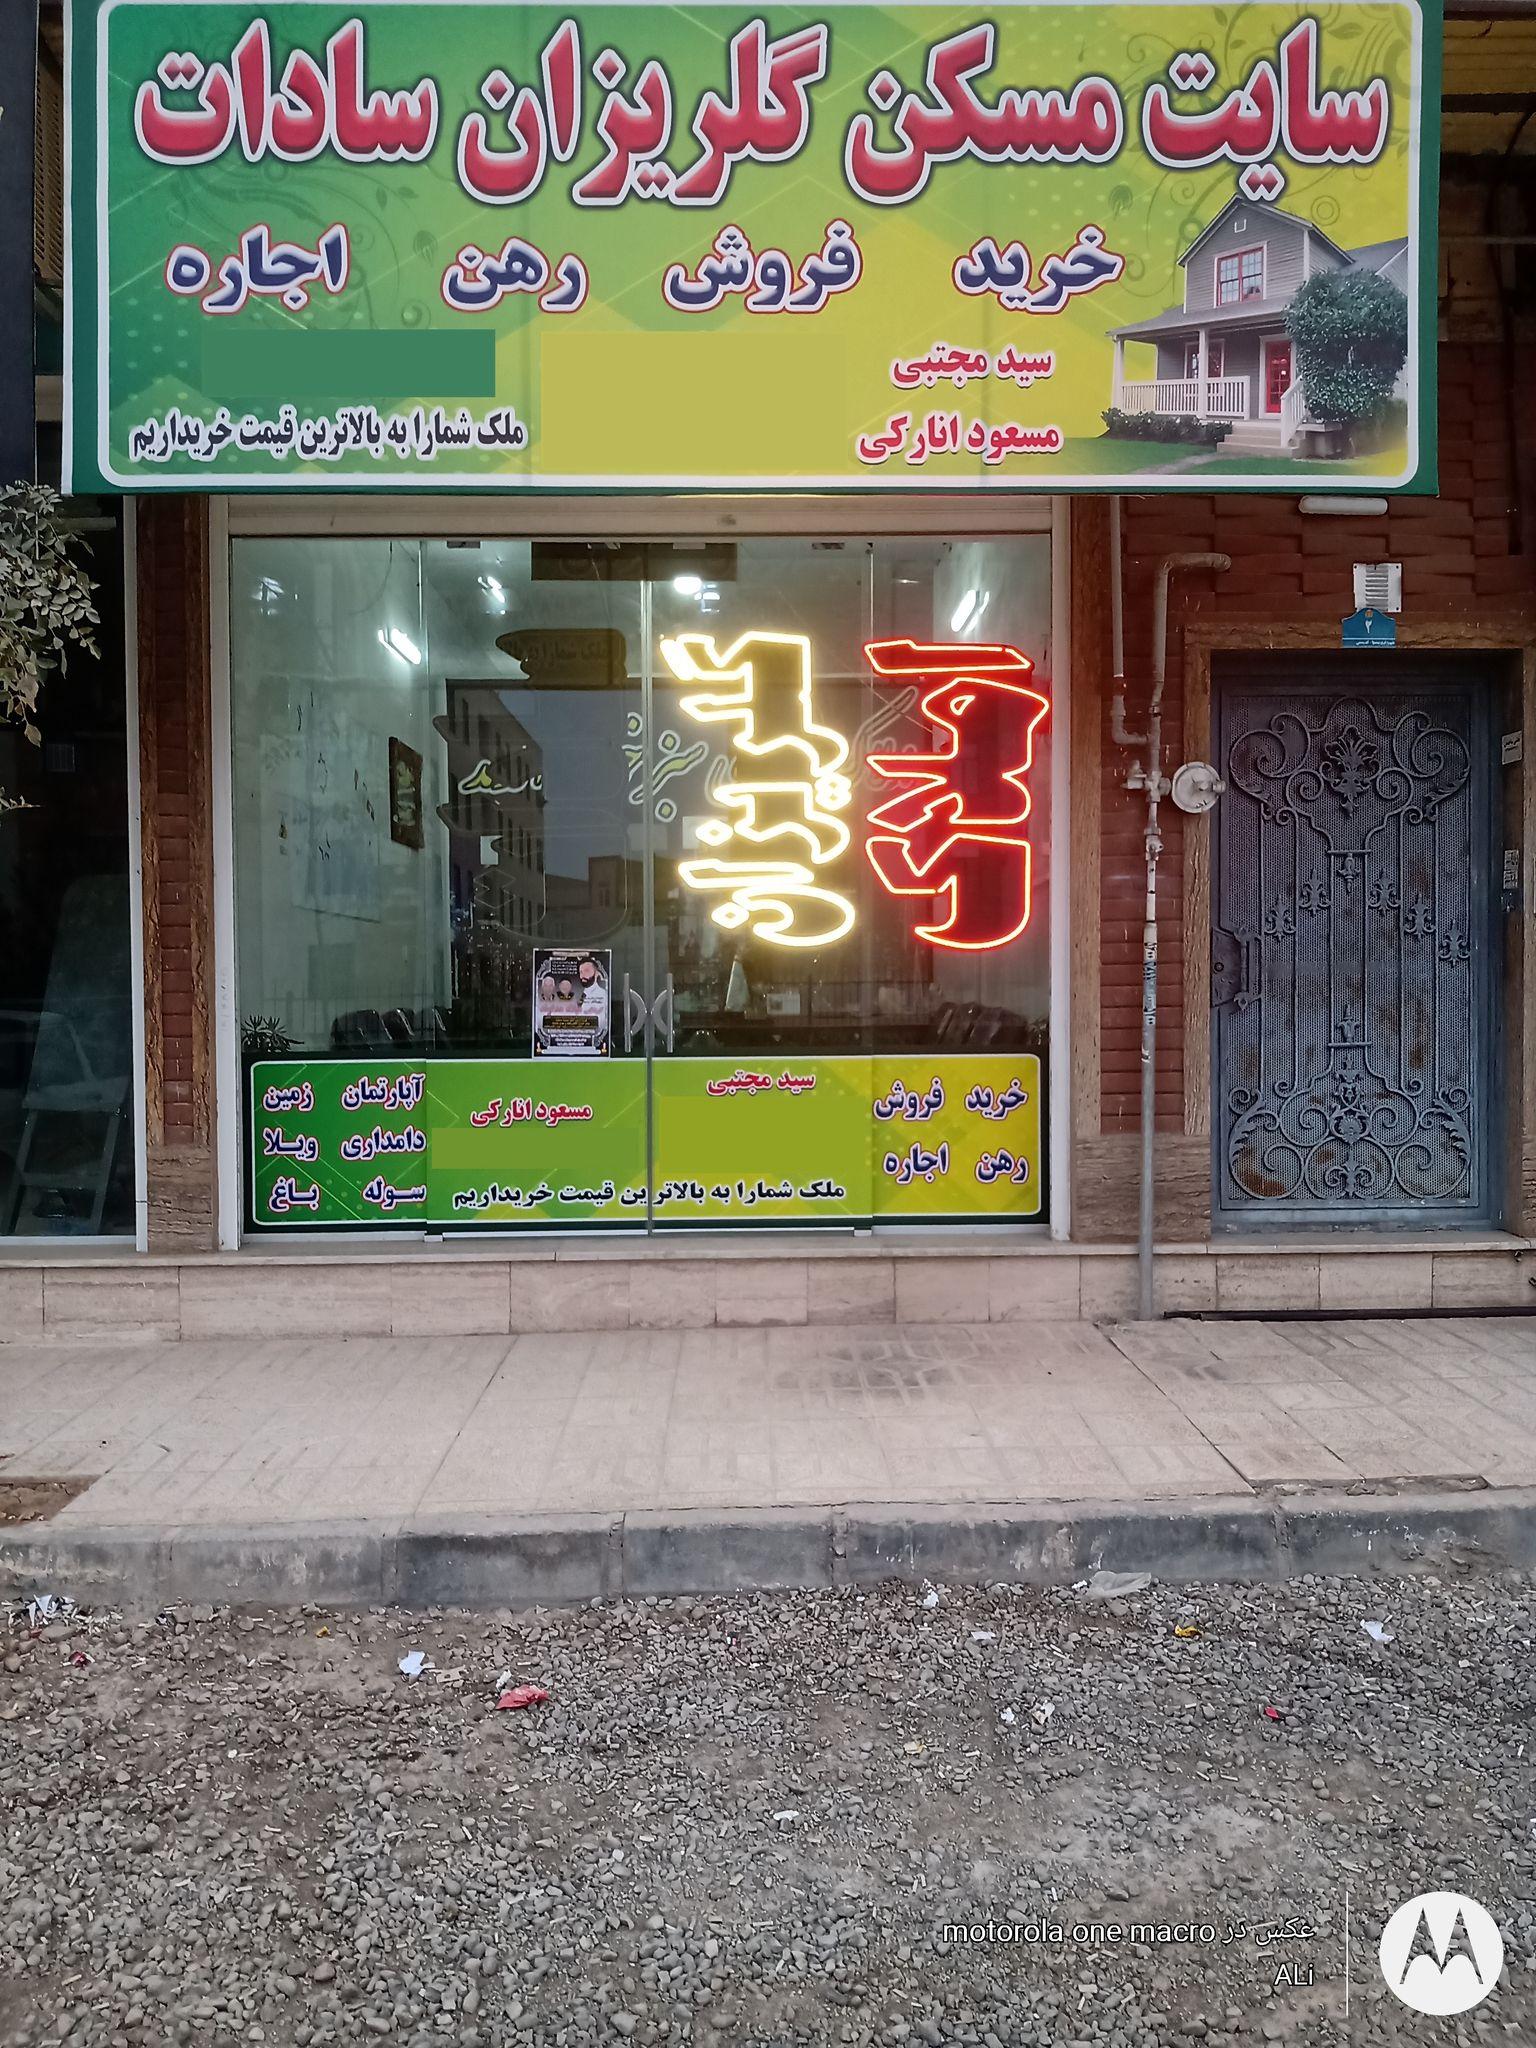 سایت مسکن گلریزان سادات
خرید فروش رهن اجاره
سید مجتبی
مسعود انارکی
ملک شمارا به بالاترین قیمت خریداریم
املاک
گلریزان
۲
خرید فروش
رهن اجاره
سید مجتبی
مسعود انارکی
ملک شمارا به بالاترین قیمت خریداریم
آپارتمان زمین
دامداری ویلا
سوله باغ
عکس در motorola one macro
ALi